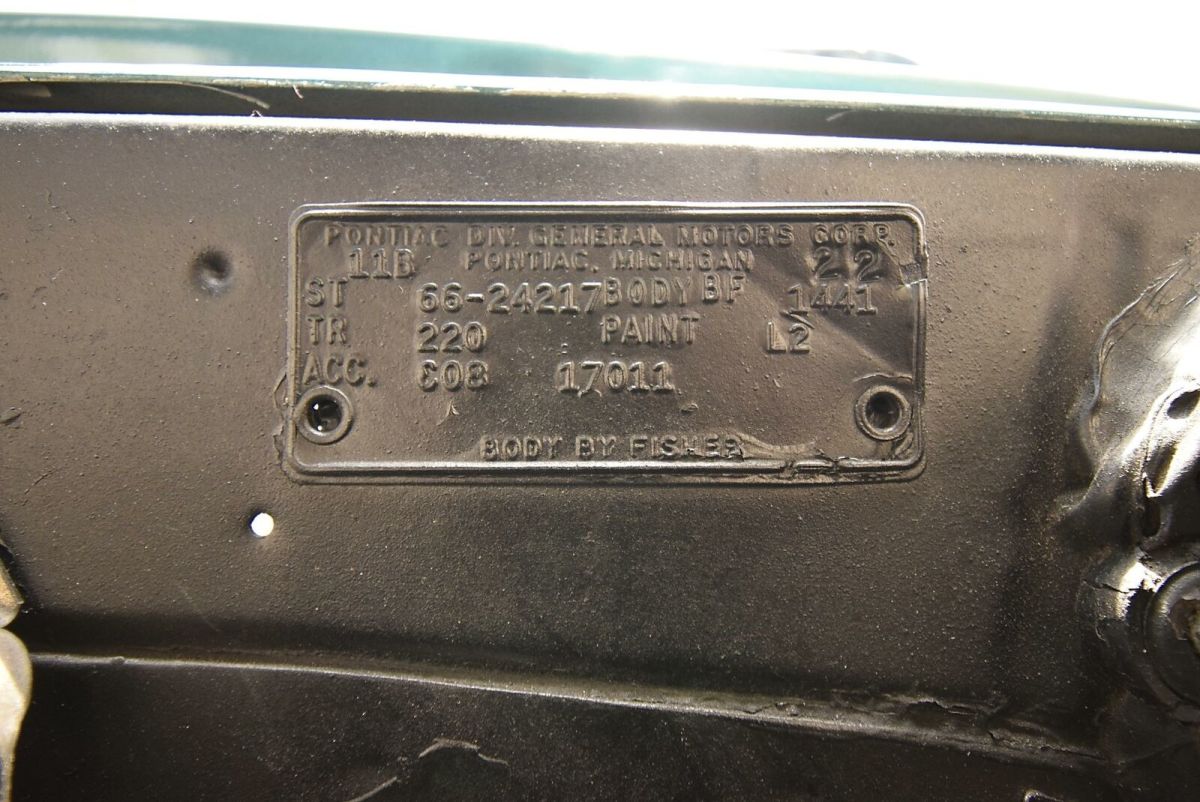 PONTIAC DIV. GENERAL MOTORS CORP.
11B PONTIAC, MICHIGAN 22
ST 66-24217 BODY BF 1441
TR 220 PAINT L2
ACC. 17011
BODY BY FISHER